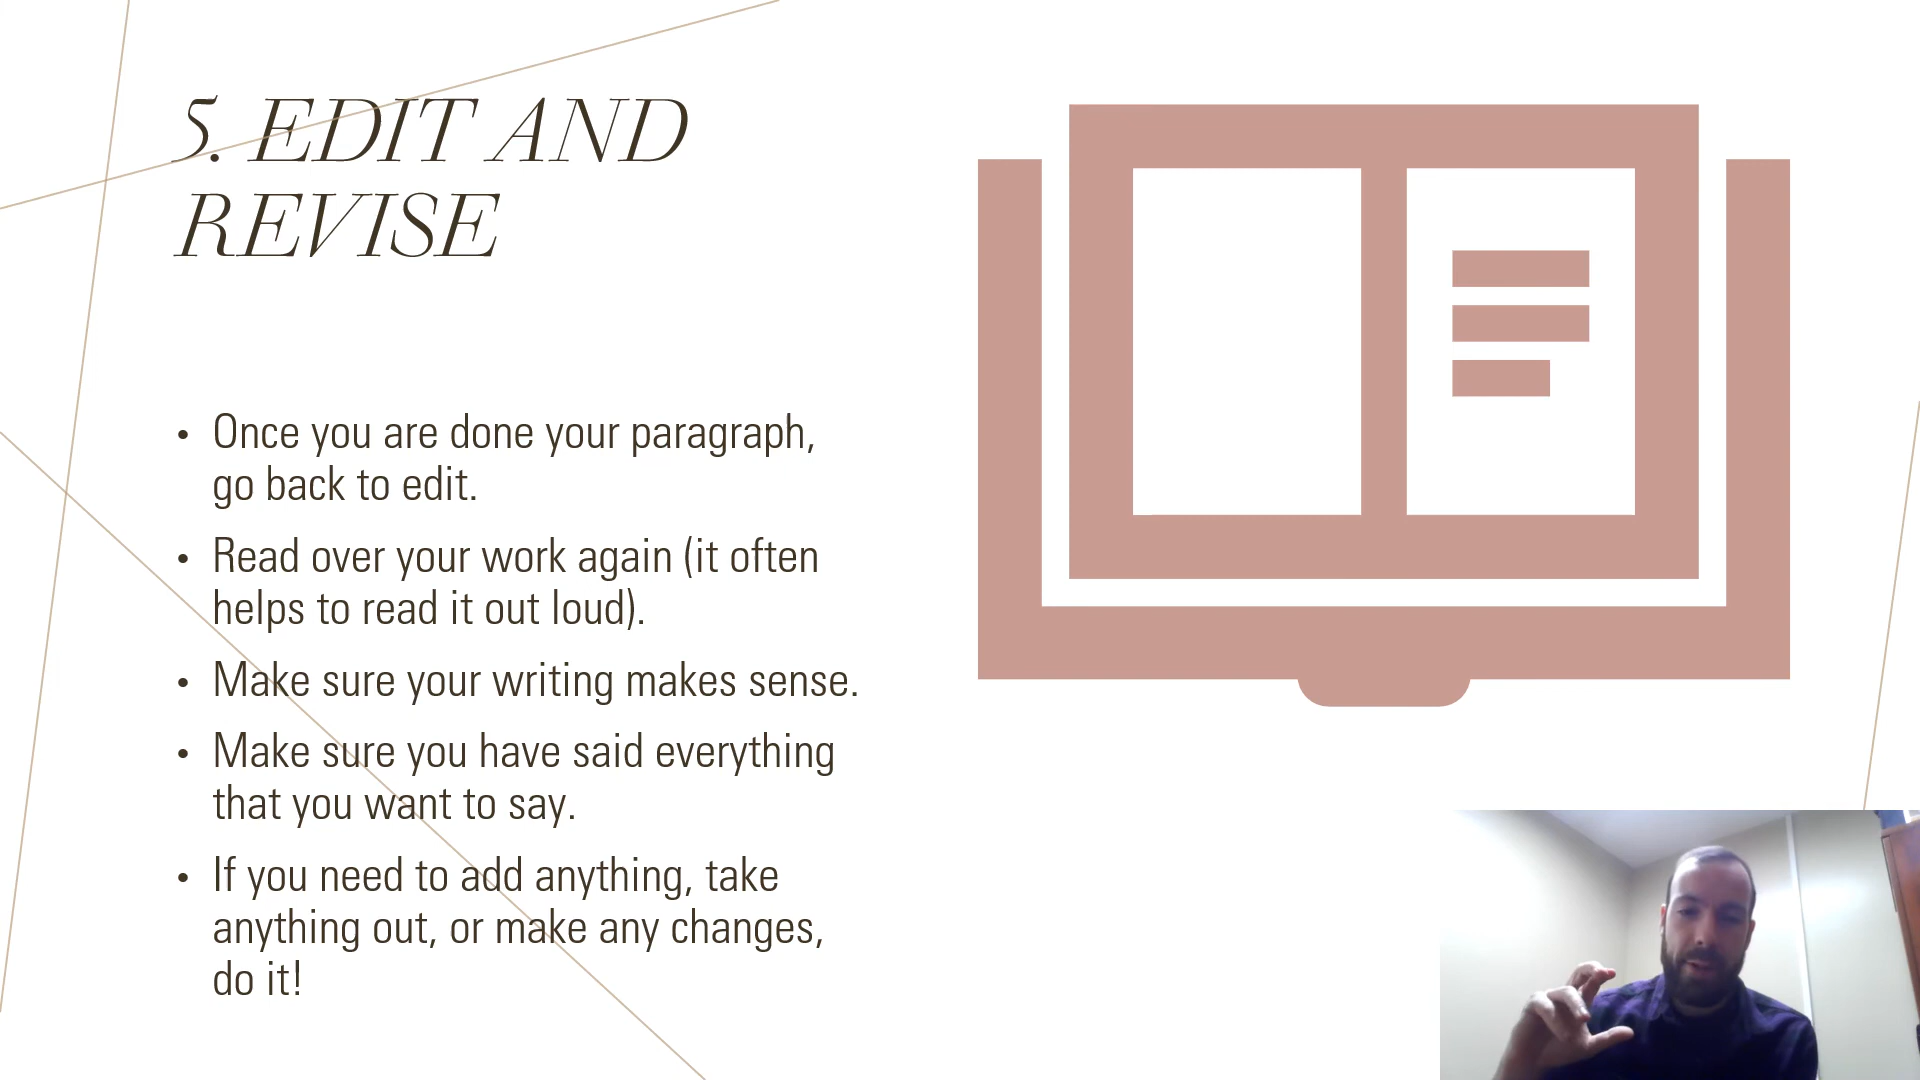 5. EDIT AND
REVISE
• Once you are done your paragraph,
go back to edit.
• Read over your work again (it often
helps to read it out loud).
• Make sure your writing makes sense.
• Make sure you have said everything
that you want to say.
• If you need to add anything, take
anything out, or make any changes,
do it!